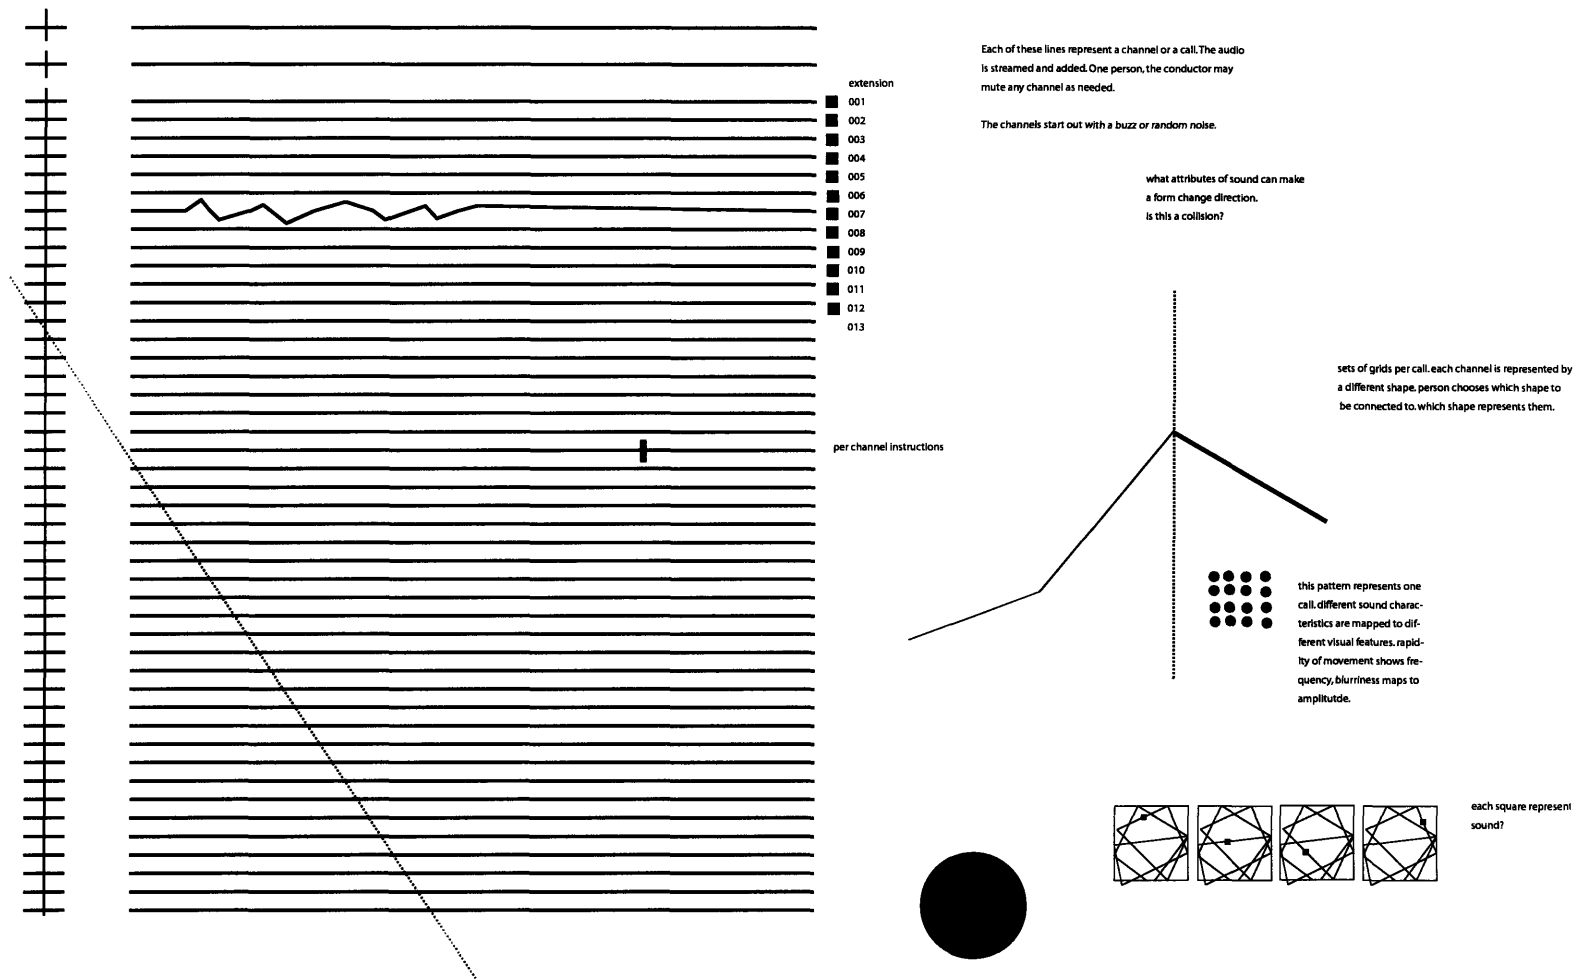 Each of these lines represent a channel or a call. The audio
is streamed and added. One person, the conductor may
mute any channel as needed.
The channels start out with a buzz or random noise.
extension
001
002
003
004
005
006
007
008
009
010
011
012
013
what attributes of sound can make
a form change direction.
is this a collision?
sets of grids per call. each channel is represented by
a different shape. person chooses which shape to
be connected to. which shape represents them.
per channel instructions
this pattern represents one
call. different sound charac-
teristics are mapped to dif-
ferent visual features. rapid-
ity of movement shows fre-
quency, blurriness maps to
amplitutde.
each square represent
sound?